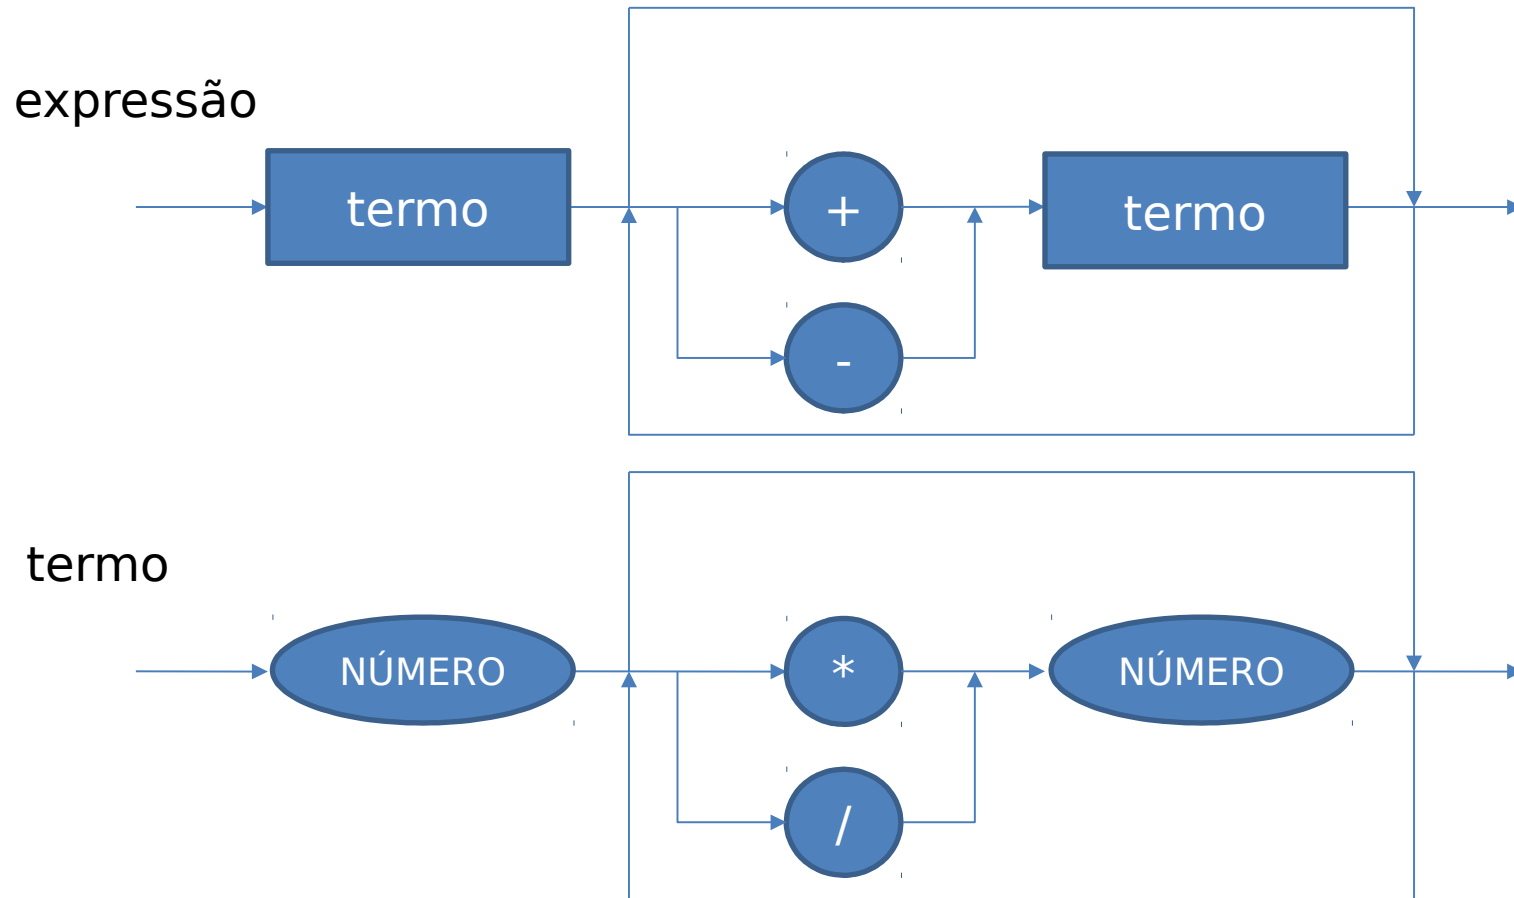 expressão
termo
+
termo
-
termo
NÚMERO
*
NÚMERO
/